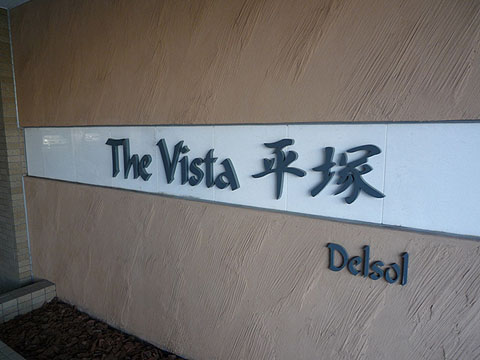 The Vista 平塚
Delsol